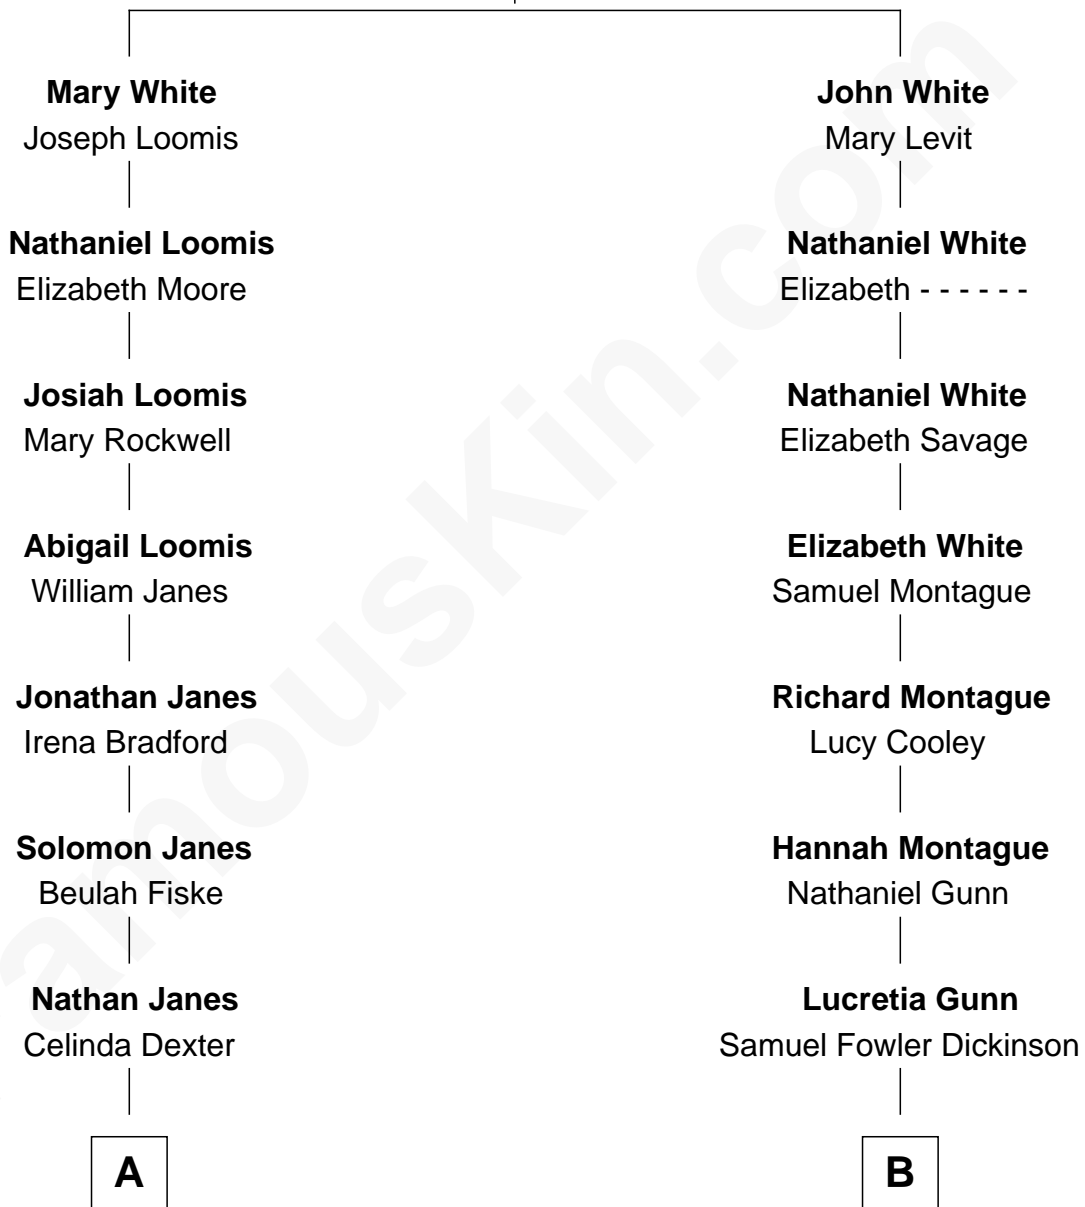 Mary White
Joseph Loomis
Nathaniel Loomis
Elizabeth Moore
Josiah Loomis
Mary Rockwell
Abigail Loomis
William Janes
Jonathan Janes
Irena Bradford
Solomon Janes
Beulah Fiske
Nathan Janes
Celinda Dexter
A
John White
Mary Levit
Nathaniel White
Elizabeth - - - - - -
Nathaniel White
Elizabeth Savage
Elizabeth White
Samuel Montague
Richard Montague
Lucy Cooley
Hannah Montague
Nathaniel Gunn
Lucretia Gunn
Samuel Fowler Dickinson
B
amouskin.com